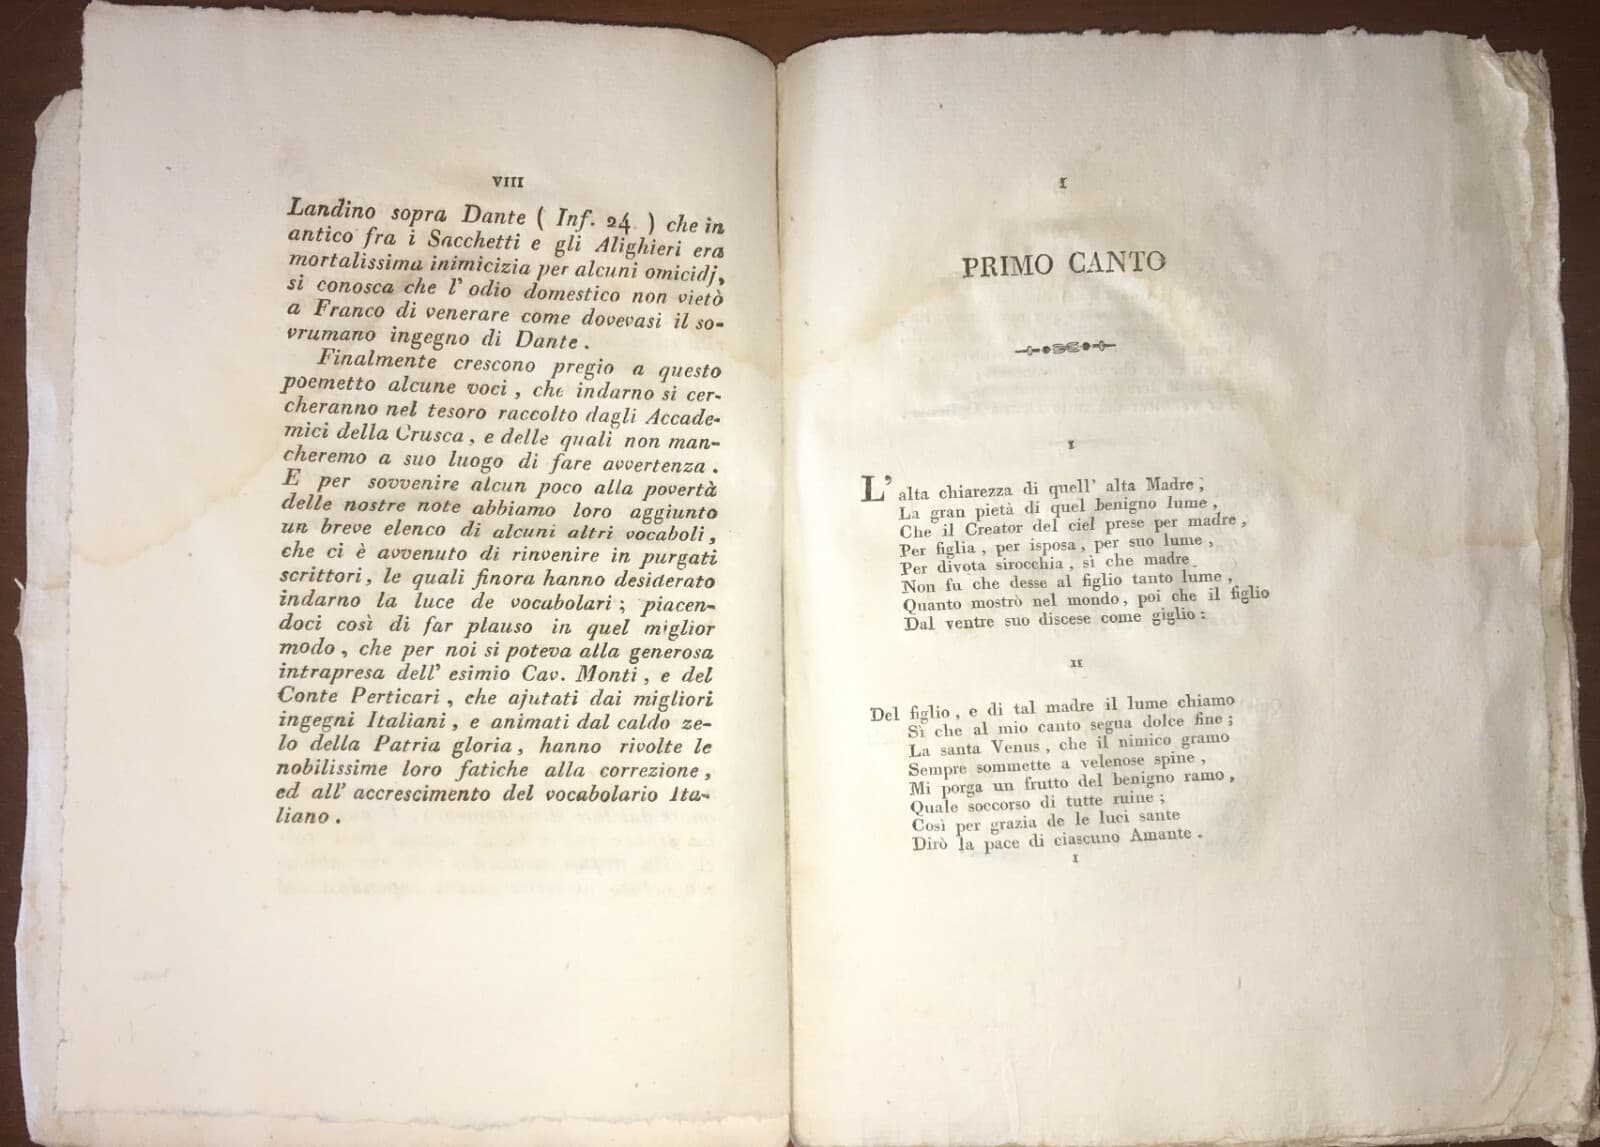 VIII
Landino sopra Dante ( Inf. 24. ) che in
antico fra i Sacchetti e gli Alighieri era
mortalissima inimicizia per alcuni omicidj,
si conosca che l' odio domestico non vietò
a Franco di venerare come dovevasi il so-
vrumano ingegno di Dante .
Finalmente crescono pregio a questo
poemetto alcune voci , che indarno si cer-
cheranno nel tesoro raccolto dagli Accade-
mici della Crusca , e delle quali non man-
cheremo a suo luogo di fare avvertenza .
E per sovvenire alcun poco alla povertà
delle nostre note abbiamo loro aggiunto
un breve elenco di alcuni altri vocaboli ,
che ci è avvenuto di rinvenire in purgati
scrittori , le quali finora hanno desiderato
indarno la luce de vocabolari ; piacen-
doci così di far plauso in quel miglior
modo , che per noi si poteva alla generosa
intrapresa dell' esimio Cav. Monti , e del
Conte Perticari , che ajutati dai migliori
ingegni Italiani , e animati dal caldo ze-
lo della Patria gloria , hanno rivolte le
nobilissime loro fatiche alla correzione ,
ed all' accrescimento del vocabolario Ita-
liano .
I
PRIMO CANTO
I
L' alta chiarezza di quell' alta Madre ,
La gran pietà di quel benigno lume ,
Che il Creator del ciel prese per madre ,
Per figlia , per isposa , per suo lume ,
Per divota sirocchia , sì che madre
Non fu che desse al figlio tanto lume ,
Quanto mostrò nel mondo , poi che il figlio
Dal ventre suo discese come giglio :
II
Del figlio , e di tal madre il lume chiamo
Sì che al mio canto segua dolce fine ;
La santa Venus , che il nimico gramo
Sempre sommette a velenose spine ,
Mi porga un frutto del benigno ramo ,
Quale soccorso di tutte ruine ;
Così per grazia de le luci sante
Dirò la pace di ciascuno Amante .
I